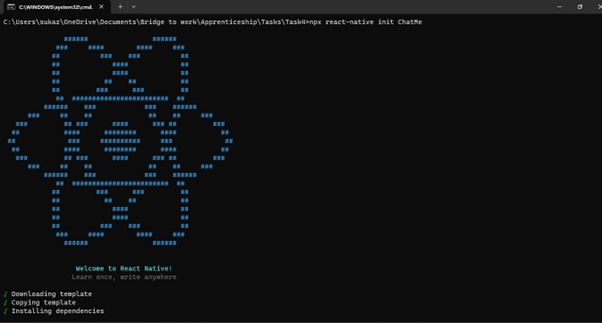 C:\WINDOWS\system32\cmd.
C:\Users\sukar\OneDrive\Documents\Bridge to work\Apprenticeship\Tasks\Task4>npx react-native init ChatMe
Welcome to React Native!
Learn once, write anywhere
√ Downloading template
√ Copying template
√ Installing dependencies